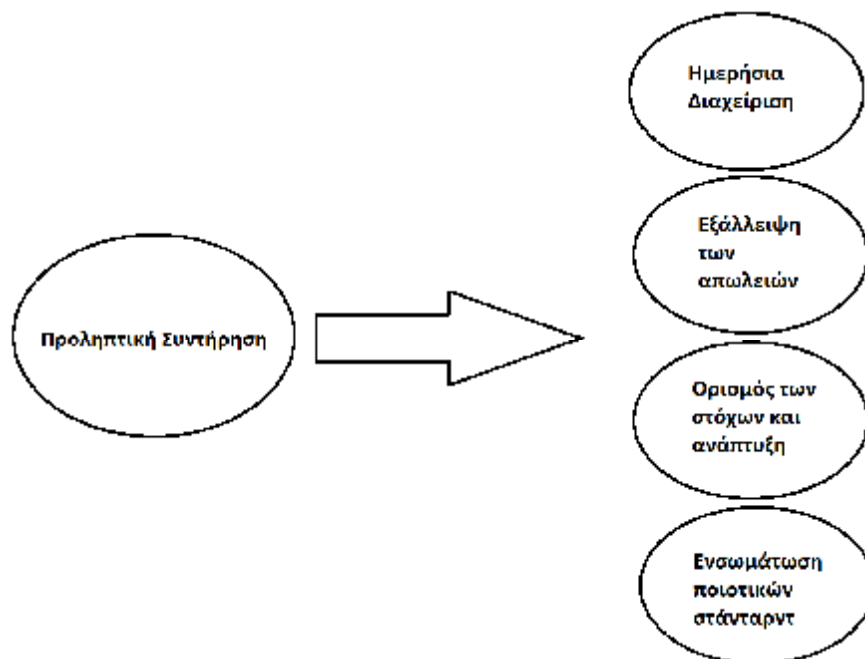 Προληπτική Συντήρηση
Ημερήσια
Διαχείριση
Εξάλλειψη
των
απωλειών
Ορισμός των
στόχων και
ανάπτυξη
Ενσωμάτωση
ποιοτικών
στάνταρντ